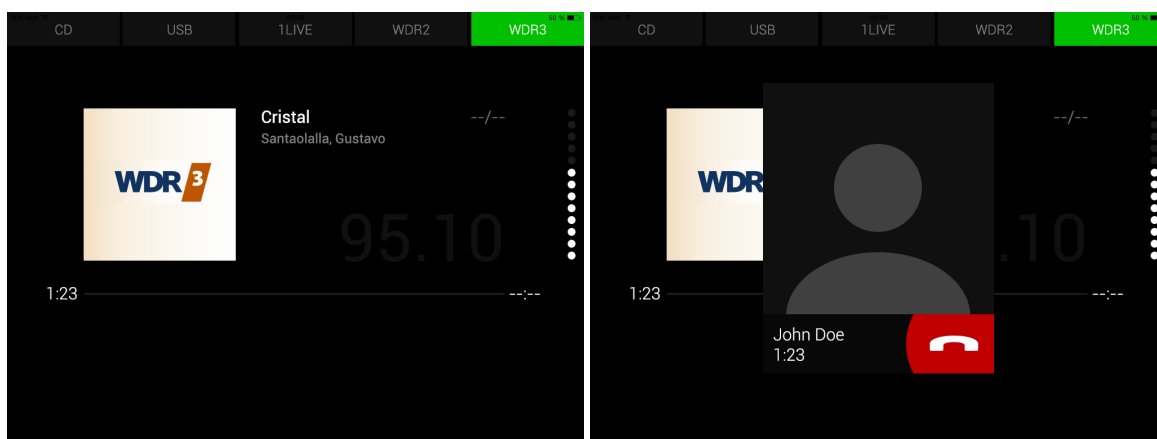 50 %
CD USB 1LIVE WDR2 WDR3
Cristal --/--
Santaolalla, Gustavo
WDR 3
95.10
1:23 --:--
50 %
CD USB 1LIVE WDR2 WDR3
--/--
WDR
.10
1:23 --:--
John Doe
1:23